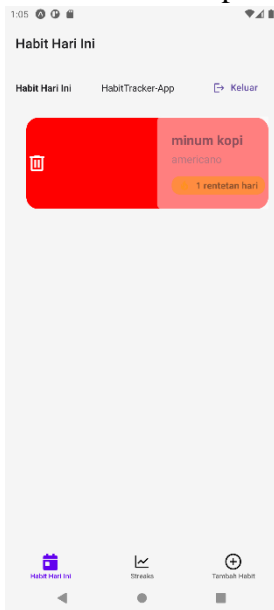 1:05
Habit Hari Ini
Habit Hari Ini HabitTracker-App Keluar
minum kopi
americano
1 rentetan hari
Habit Hari Ini Streaks Tambah Habit